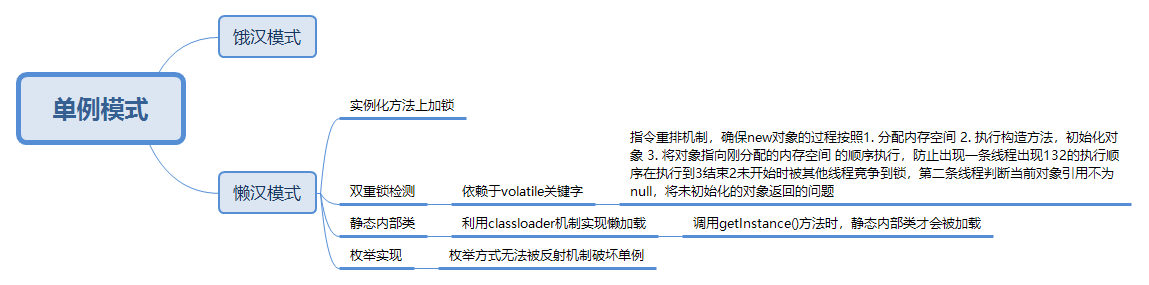 单例模式
饿汉模式
懒汉模式
实例化方法上加锁
双重锁检测
依赖于volatile关键字
指令重排机制，确保new对象的过程按照1. 分配内存空间 2. 执行构造方法，初始化对
象 3. 将对象指向刚分配的内存空间 的顺序执行，防止出现一条线程出现132的执行顺
序在执行到3结束2未开始时被其他线程竞争到锁，第二条线程判断当前对象引用不为
null，将未初始化的对象返回的问题
静态内部类
利用classloader机制实现懒加载
调用getInstance()方法时，静态内部类才会被加载
枚举实现
枚举方式无法被反射机制破坏单例